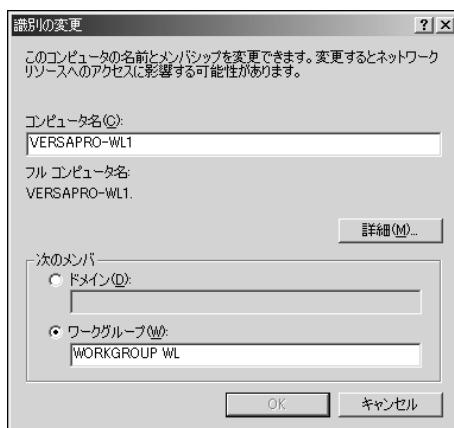 識別の変更
このコンピュータの名前とメンバシップを変更できます。変更するとネットワーク
リソースへのアクセスに影響する可能性があります。
コンピュータ名(C):
VERSAPRO-WL1
フル コンピュータ名:
VERSAPRO-WL1.
詳細(M)...
次のメンバ
ドメイン(D):
ワークグループ(W):
WORKGROUP WL
OK
キャンセル